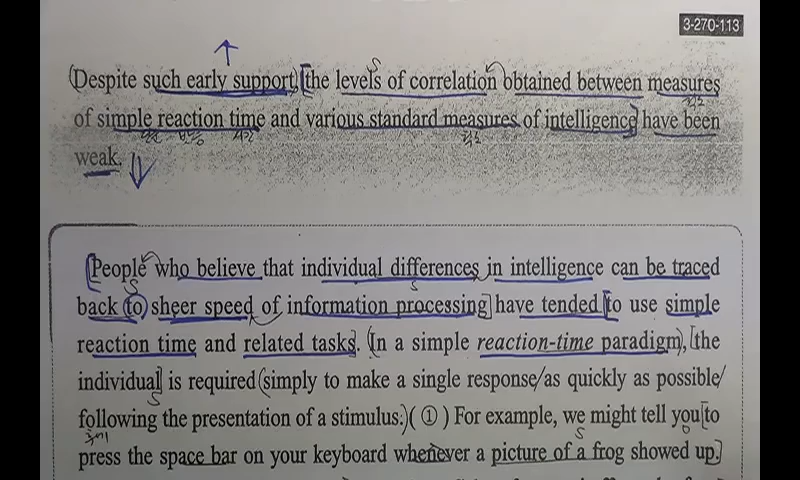 3-270-113
Despite such early support, the levels of correlation obtained between measures
of simple reaction time and various standard measures of intelligence have been
weak.
People who believe that individual differences in intelligence can be traced
back to sheer speed of information processing have tended to use simple
reaction time and related tasks. In a simple reaction-time paradigm, the
individual is required simply to make a single response as quickly as possible
following the presentation of a stimulus. ( ① ) For example, we might tell you to
press the space bar on your keyboard whenever a picture of a frog showed up.